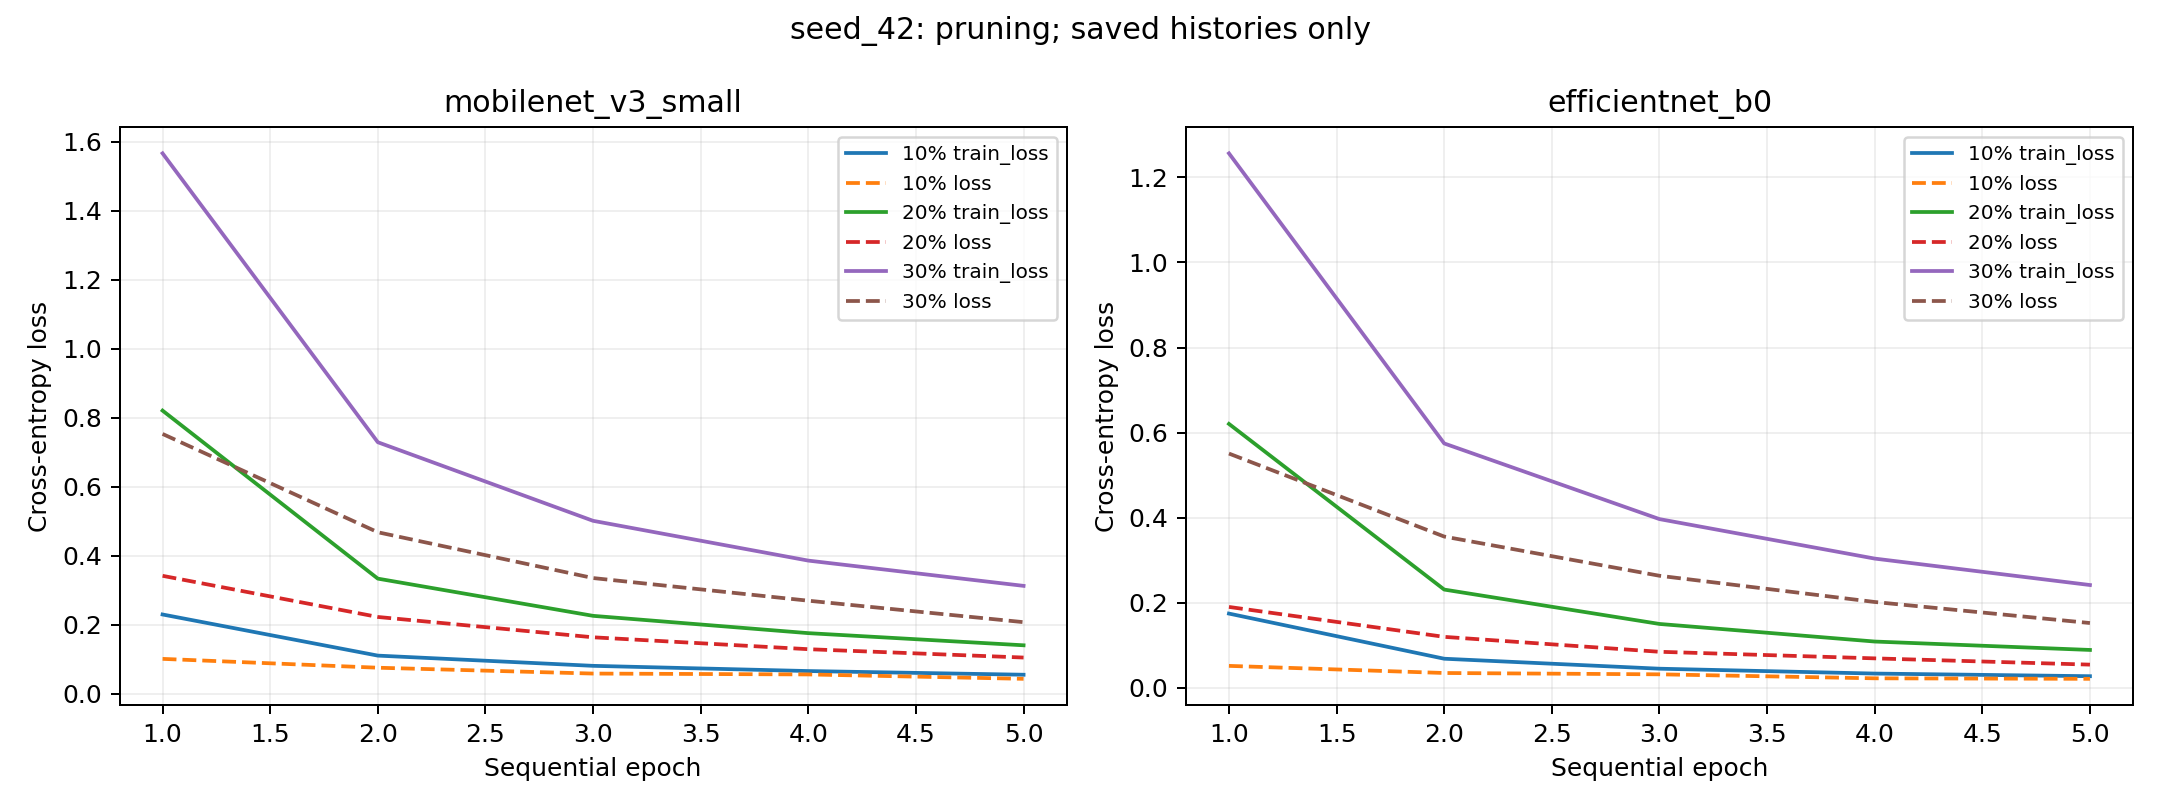 seed_42: pruning; saved histories only
mobilenet_v3_small
Cross-entropy loss
1.6
1.4
1.2
1.0
0.8
0.6
0.4
0.2
0.0
10% train_loss
10% loss
20% train_loss
20% loss
30% train_loss
30% loss
1.0 1.5 2.0 2.5 3.0 3.5 4.0 4.5 5.0
Sequential epoch
efficientnet_b0
Cross-entropy loss
1.2
1.0
0.8
0.6
0.4
0.2
0.0
10% train_loss
10% loss
20% train_loss
20% loss
30% train_loss
30% loss
1.0 1.5 2.0 2.5 3.0 3.5 4.0 4.5 5.0
Sequential epoch